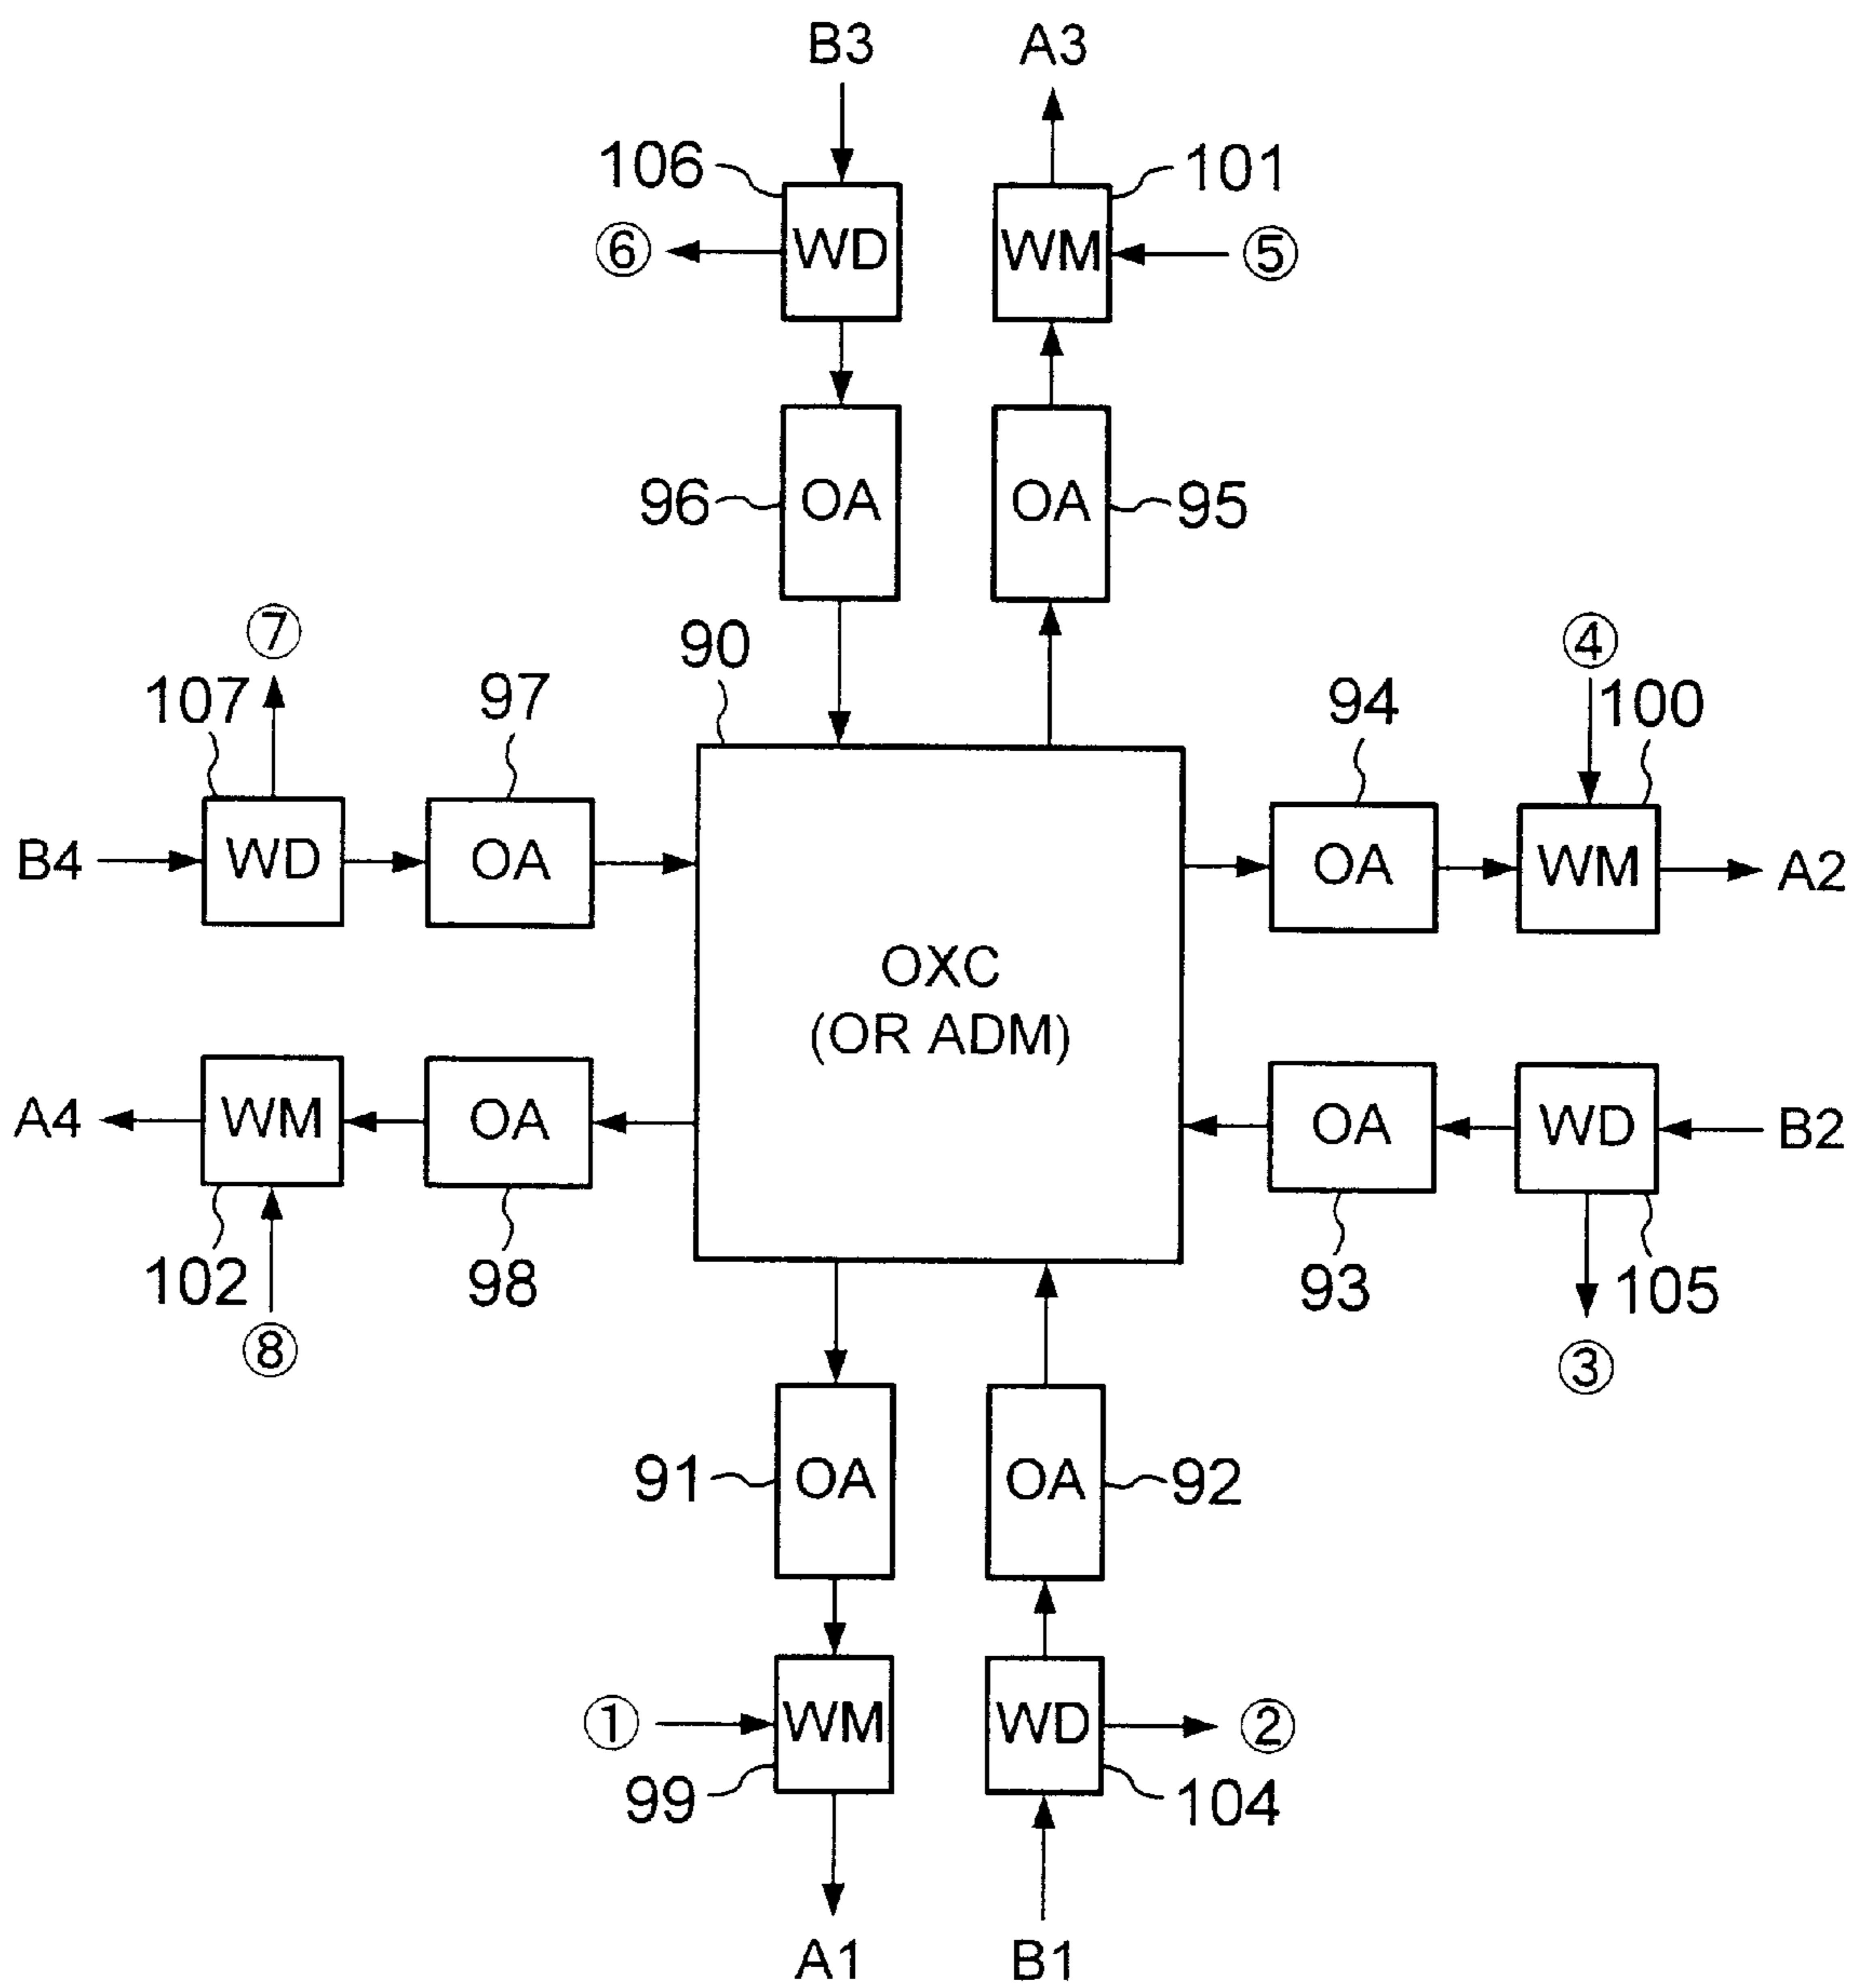 B3 A3
106 101
⑥ WD WM ⑤
96 OA OA 95
⑦ 90 ④
107 97 94 100
B4 WD OA OA WM A2
OXC
(OR ADM)
A4 WM OA OA WD B2
102 98 93 105
⑧ ③
91 OA OA 92
① WM WD ②
99 104
A1 B1